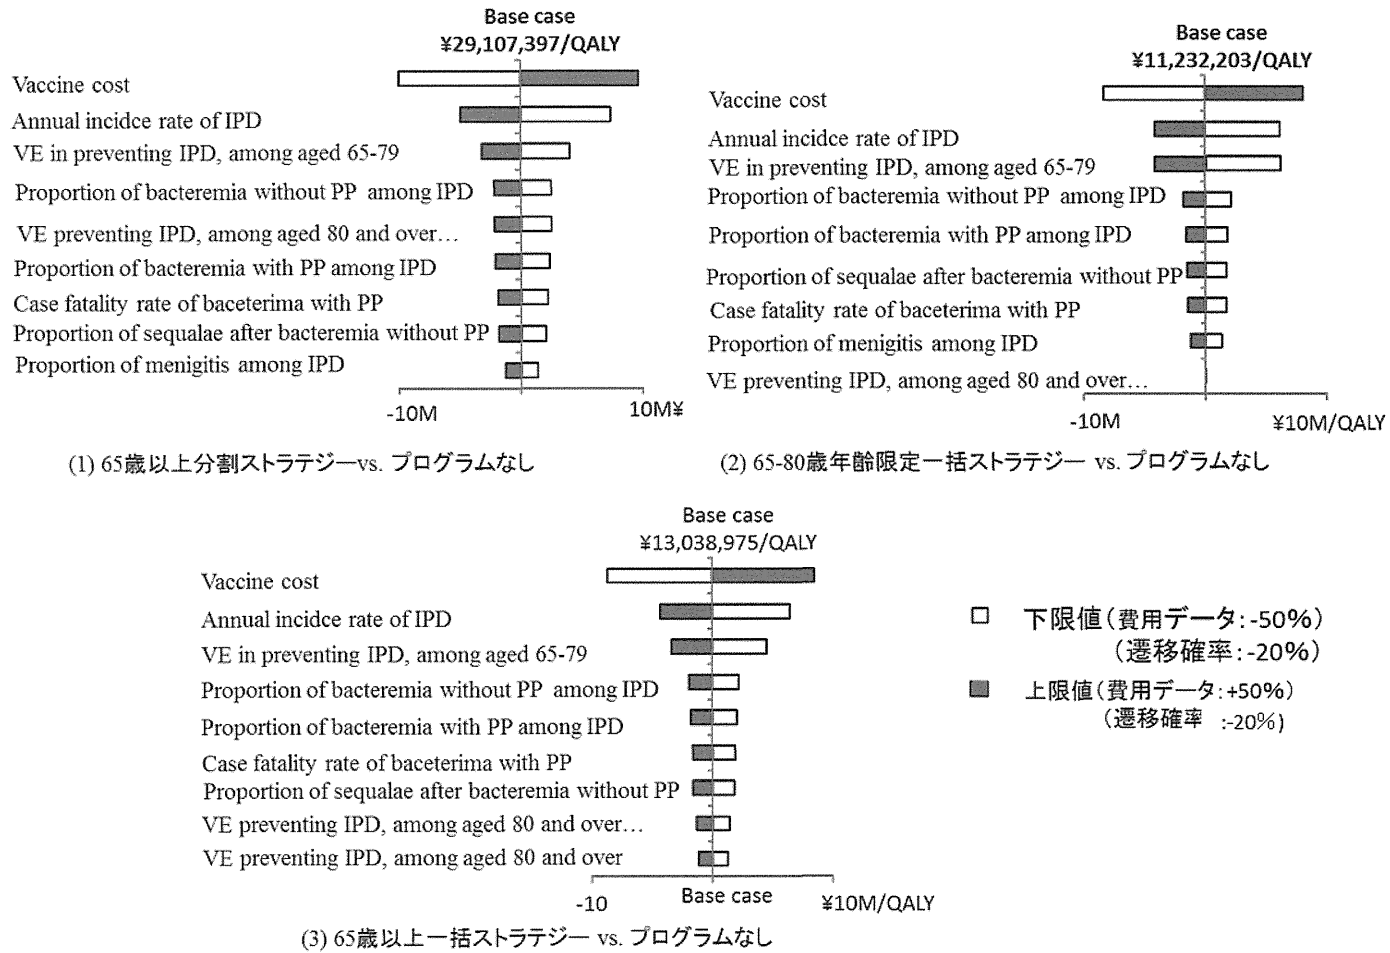 Base case
¥29,107,397/QALY
Vaccine cost
Annual incidce rate of IPD
VE in preventing IPD, among aged 65-79
Proportion of bacteremia without PP among IPD
VE preventing IPD, among aged 80 and over…
Proportion of bacteremia with PP among IPD
Case fatality rate of baceterima with PP
Proportion of sequalae after bacteremia without PP
Proportion of menigitis among IPD
-10M
10M¥
(1) 65歳以上分割ストラテジーvs. プログラムなし
Base case
¥11,232,203/QALY
Vaccine cost
Annual incidce rate of IPD
VE in preventing IPD, among aged 65-79
Proportion of bacteremia without PP among IPD
Proportion of bacteremia with PP among IPD
Proportion of sequalae after bacteremia without PP
Case fatality rate of baceterima with PP
Proportion of menigitis among IPD
VE preventing IPD, among aged 80 and over…
-10M
¥10M/QALY
(2) 65-80歳年齢限定一括ストラテジー vs. プログラムなし
Base case
¥13,038,975/QALY
Vaccine cost
Annual incidce rate of IPD
VE in preventing IPD, among aged 65-79
Proportion of bacteremia without PP among IPD
Proportion of bacteremia with PP among IPD
Case fatality rate of baceterima with PP
Proportion of sequalae after bacteremia without PP
VE preventing IPD, among aged 80 and over…
VE preventing IPD, among aged 80 and over
-10
Base case
¥10M/QALY
(3) 65歳以上一括ストラテジー vs. プログラムなし
下限値(費用データ:-50%)
(遷移確率:-20%)
上限値(費用データ:+50%)
(遷移確率 :-20%)